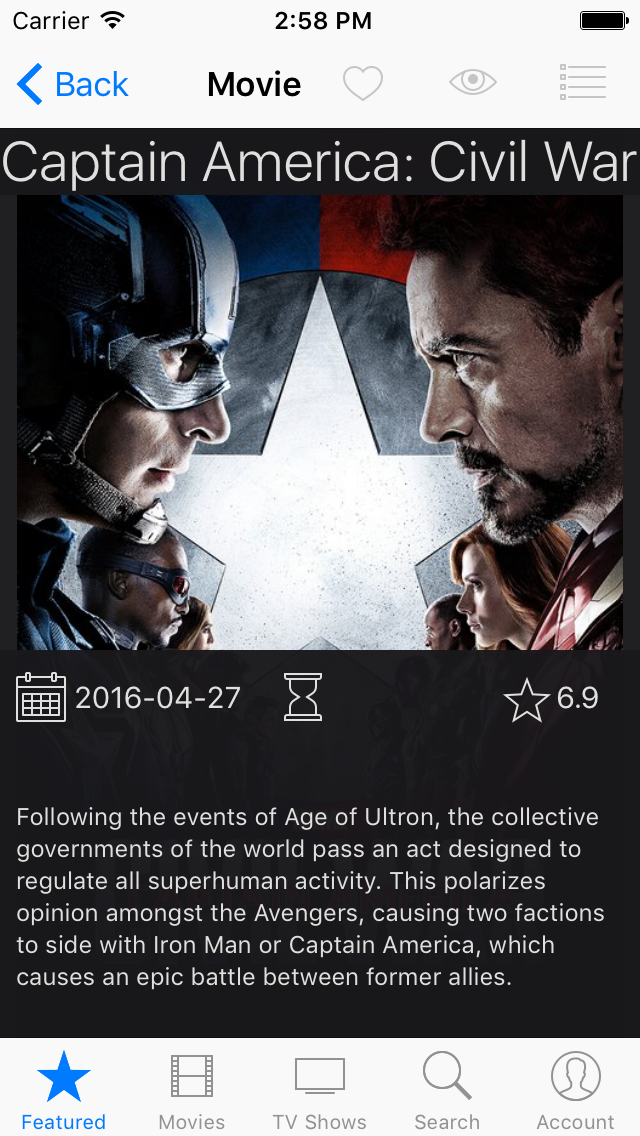 Carrier 2:58 PM
Back Movie
Captain America: Civil War
2016-04-27 6.9
Following the events of Age of Ultron, the collective
governments of the world pass an act designed to
regulate all superhuman activity. This polarizes
opinion amongst the Avengers, causing two factions
to side with Iron Man or Captain America, which
causes an epic battle between former allies.
Featured Movies TV Shows Search Account